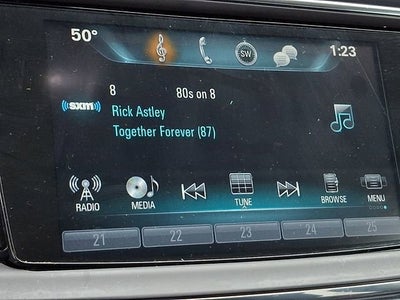 50°
SW
1:23
8 80s on 8
((sxm))
Rick Astley
Together Forever (87)
RADIO MEDIA TUNE BROWSE MENU
21 22 23 24 25